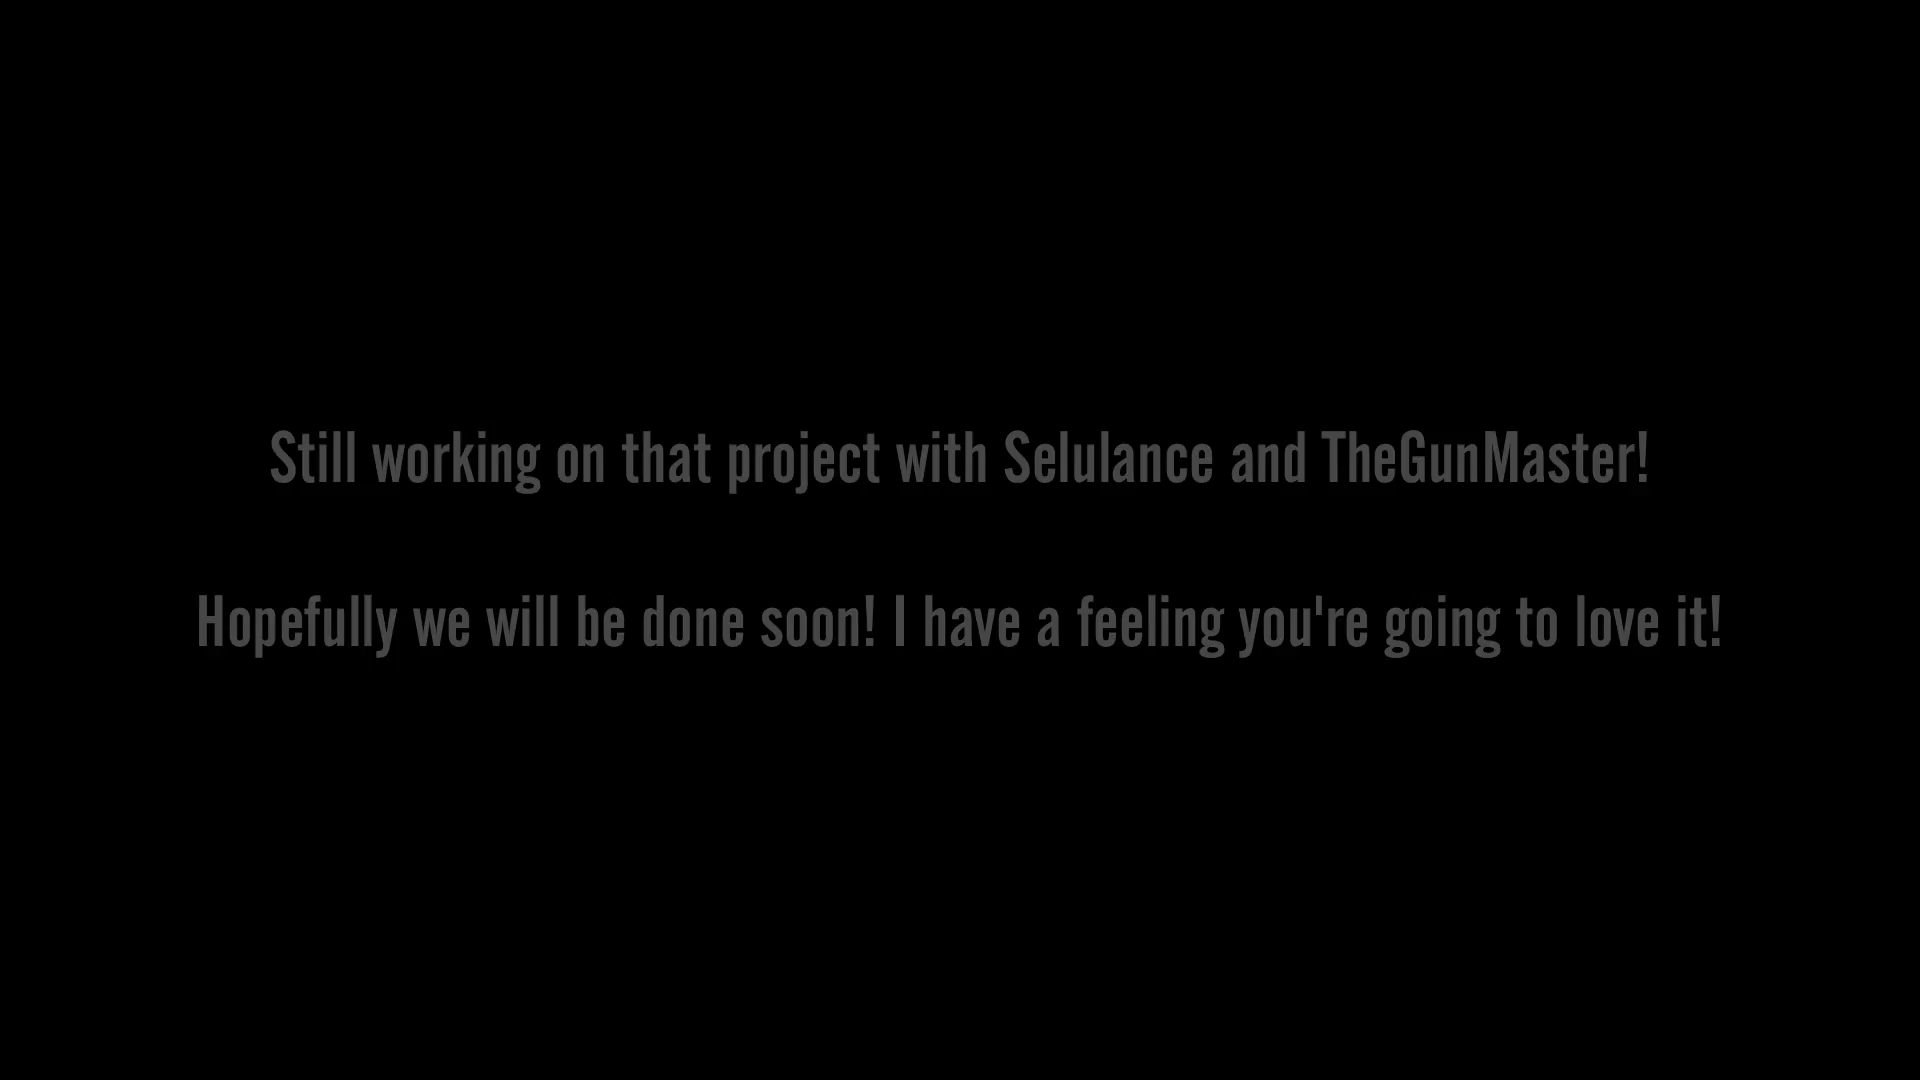 Still working on that project with Selulance and TheGunMaster!
Hopefully we will be done soon! I have a feeling you're going to love it!